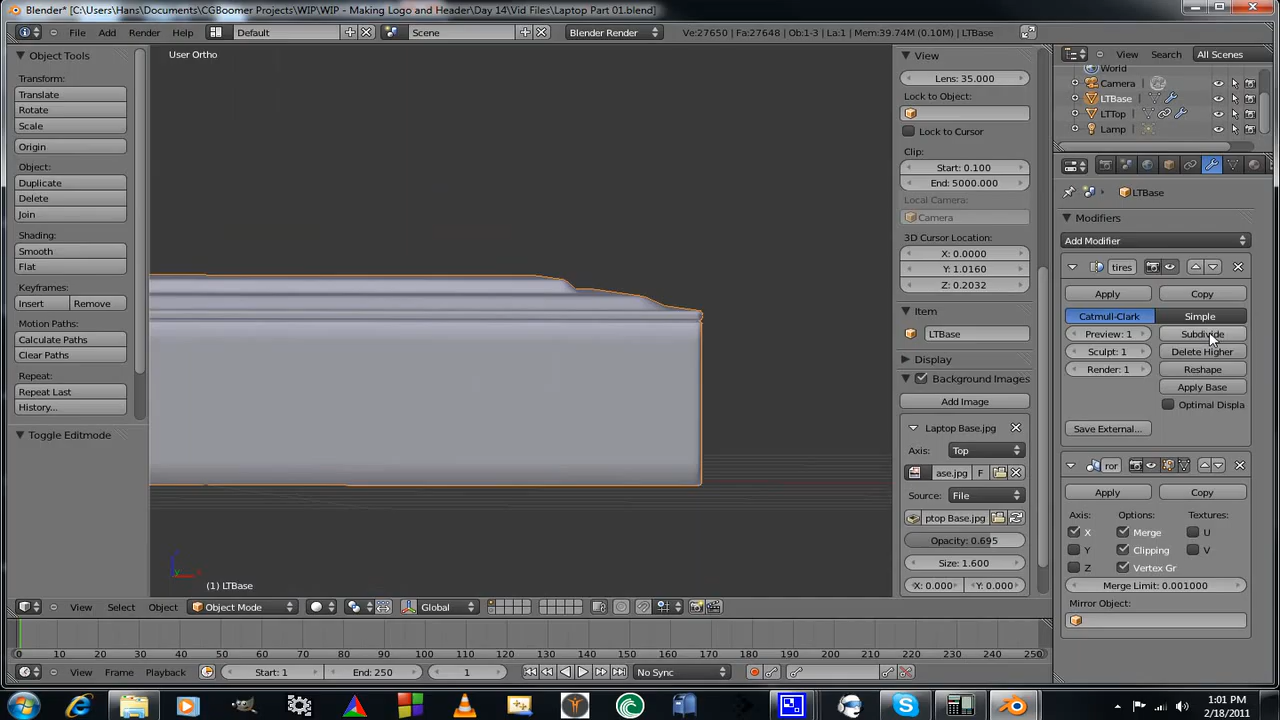 Blender* [C:\Users\Hans\Documents\CGBoomer Projects\WIP\WIP - Making Logo and Header\Day 14\Vid Files\Laptop Part 01.blend]
File Add Render Help Default Scene Blender Render Ve:27650 | Fa:27648 | Ob:1-3 | La:1 | Mem:39.74M (0.10M) | LTBase
Object Tools
Transform:
Translate
Rotate
Scale
Origin
Object:
Duplicate
Delete
Join
Shading:
Smooth
Flat
Keyframes:
Insert Remove
Motion Paths:
Calculate Paths
Clear Paths
Repeat:
Repeat Last
History...
Toggle Editmode
User Ortho
(1) LTBase
View
Lens: 35.000
Lock to Object:
Lock to Cursor
Clip:
Start: 0.100
End: 5000.000
Local Camera:
Camera
3D Cursor Location:
X: 0.0000
Y: 1.0160
Z: 0.2032
Item
LTBase
Display
Background Images
Add Image
Laptop Base.jpg
Axis: Top
ase.jpg F
Source: File
ptop Base.jpg
Opacity: 0.695
Size: 1.600
X: 0.000 Y: 0.000
View Search All Scenes
World
Camera
LTBase
LTTop
Lamp
LTBase
Modifiers
Add Modifier
tires
Apply Copy
Catmull-Clark Simple
Preview: 1 Subdivide
Sculpt: 1 Delete Higher
Render: 1 Reshape
Apply Base
Optimal Displa
Save External...
ror
Apply Copy
Axis: Options: Textures:
X Merge U
Y Clipping V
Z Vertex Gr
Merge Limit: 0.001000
Mirror Object:
View Select Object Object Mode Global
0 10 20 30 40 50 60 70 80 90 100 110 120 130 140 150 160 170 180 190 200 210 220 230 240 250
View Frame Playback Start: 1 End: 250 1 No Sync
1:01 PM
2/18/2011